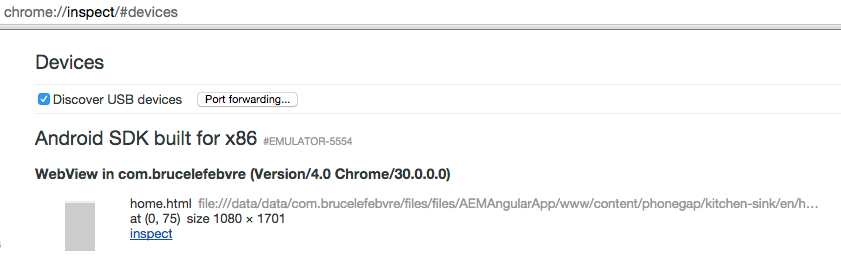 chrome://inspect/#devices
Devices
Discover USB devices Port forwarding...
Android SDK built for x86 #EMULATOR-5554
WebView in com.brucelefebvre (Version/4.0 Chrome/30.0.0.0)
home.html file:///data/data/com.brucelefebvre/files/files/AEMAngularApp/www/content/phonegap/kitchen-sink/en/h...
at (0, 75) size 1080 × 1701
inspect